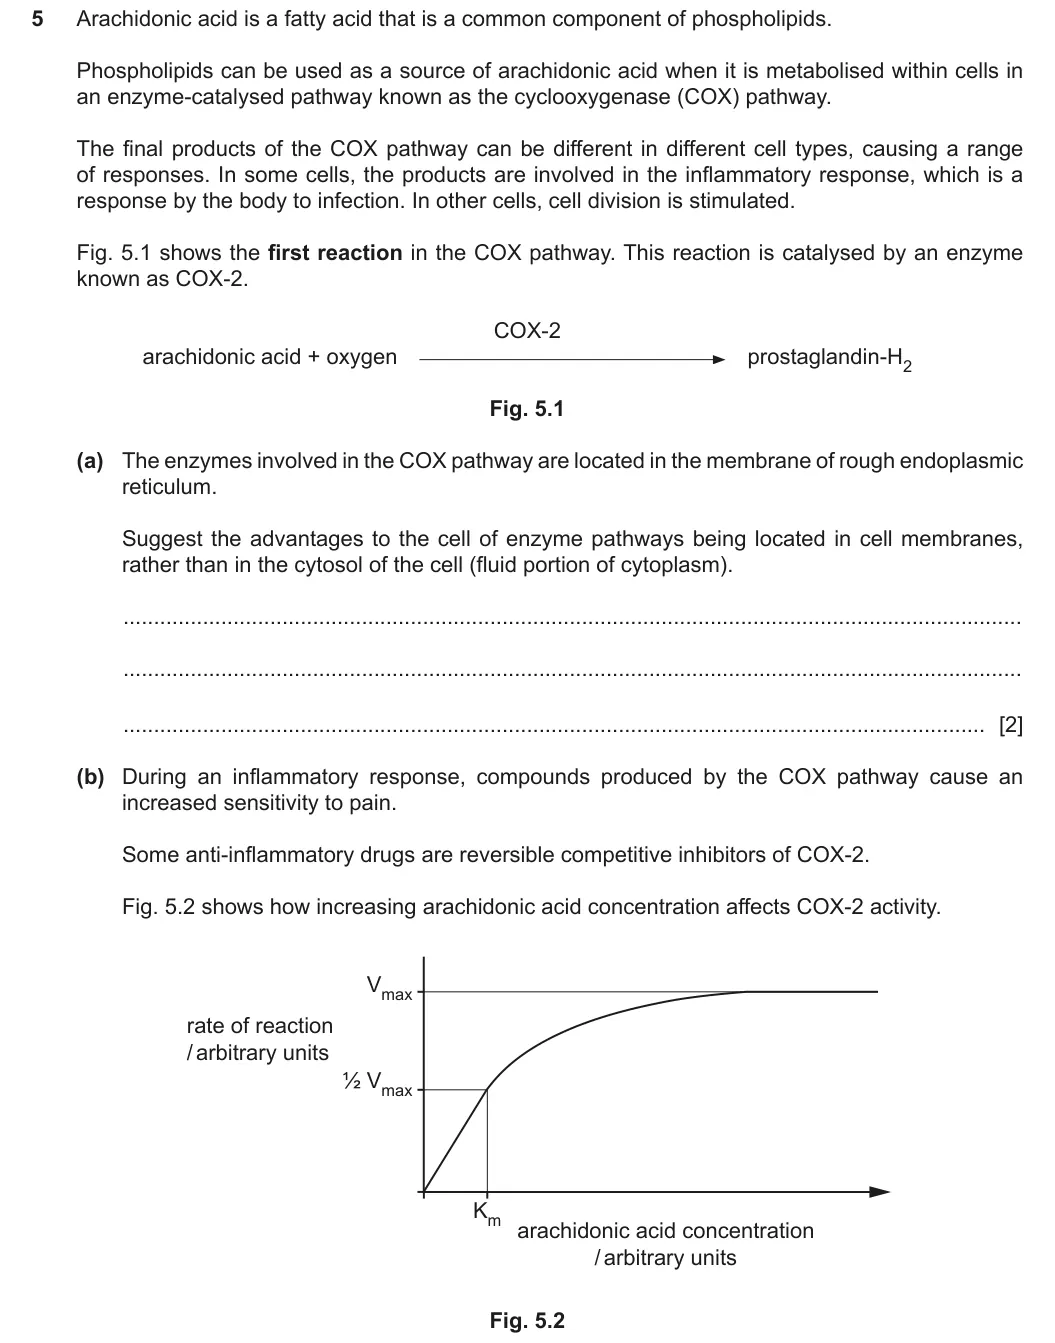 5 Arachidonic acid is a fatty acid that is a common component of phospholipids.
Phospholipids can be used as a source of arachidonic acid when it is metabolised within cells in
an enzyme-catalysed pathway known as the cyclooxygenase (COX) pathway.
The final products of the COX pathway can be different in different cell types, causing a range
of responses. In some cells, the products are involved in the inflammatory response, which is a
response by the body to infection. In other cells, cell division is stimulated.
Fig. 5.1 shows the first reaction in the COX pathway. This reaction is catalysed by an enzyme
known as COX-2.
COX-2
arachidonic acid + oxygen prostaglandin-H2
Fig. 5.1
(a) The enzymes involved in the COX pathway are located in the membrane of rough endoplasmic
reticulum.
Suggest the advantages to the cell of enzyme pathways being located in cell membranes,
rather than in the cytosol of the cell (fluid portion of cytoplasm).
[2]
(b) During an inflammatory response, compounds produced by the COX pathway cause an
increased sensitivity to pain.
Some anti-inflammatory drugs are reversible competitive inhibitors of COX-2.
Fig. 5.2 shows how increasing arachidonic acid concentration affects COX-2 activity.
Vmax
rate of reaction
/ arbitrary units
½ Vmax
Km
arachidonic acid concentration
/ arbitrary units
Fig. 5.2